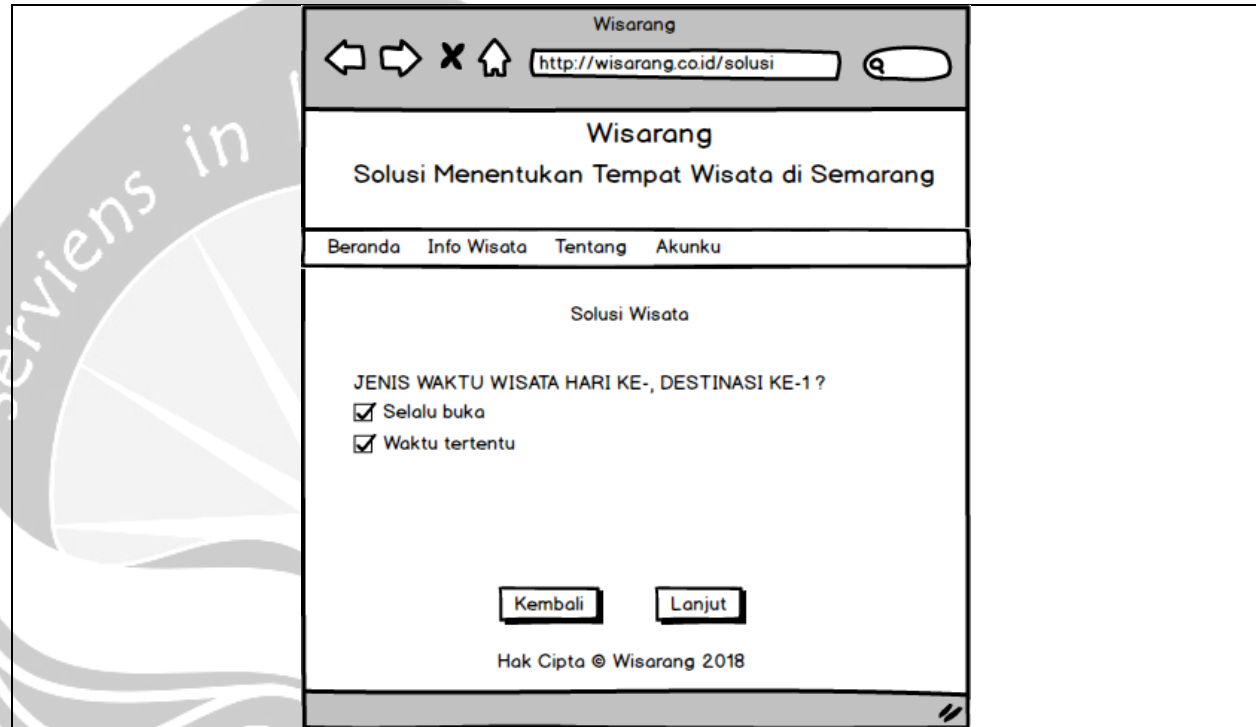 Wisarang
http://wisarang.co.id/solusi
Wisarang
Solusi Menentukan Tempat Wisata di Semarang
Beranda Info Wisata Tentang Akunku
Solusi Wisata
JENIS WAKTU WISATA HARI KE-, DESTINASI KE-1 ?
Selalu buka
Waktu tertentu
Kembali Lanjut
Hak Cipta © Wisarang 2018
serviens in